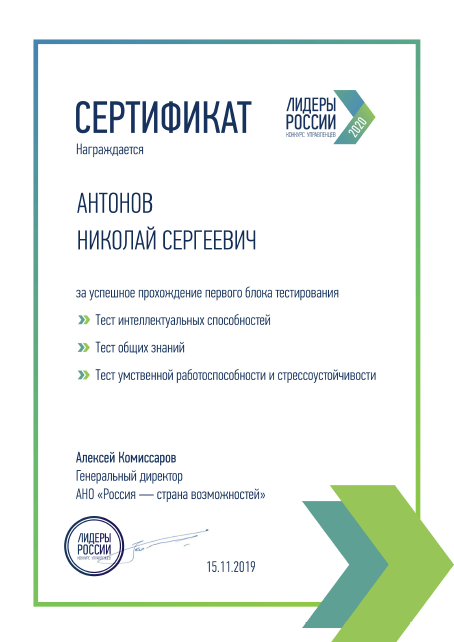 СЕРТИФИКАТ
Награждается
ЛИДЕРЫ
РОССИИ
КОНКУРС УПРАВЛЕНЦЕВ
2020
АНТОНОВ
НИКОЛАЙ СЕРГЕЕВИЧ
за успешное прохождение первого блока тестирования
Тест интеллектуальных способностей
Тест общих знаний
Тест умственной работоспособности и стрессоустойчивости
Алексей Комиссаров
Генеральный директор
АНО «Россия — страна возможностей»
ЛИДЕРЫ
РОССИИ
КОНКУРС УПРАВЛЕНЦЕВ
15.11.2019